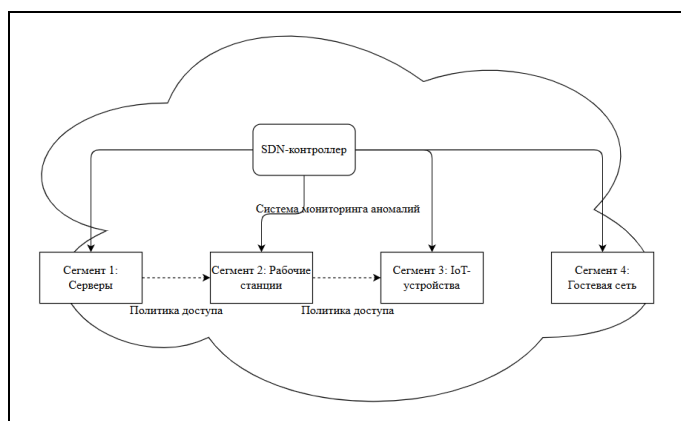 SDN-контроллер
Система мониторинга аномалий
Сегмент 1:
Серверы
Сегмент 2: Рабочие
станции
Сегмент 3: IoT-
устройства
Сегмент 4:
Гостевая сеть
Политика доступа
Политика доступа